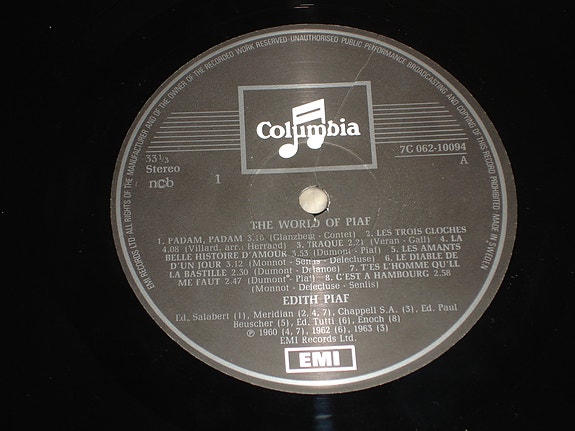 EMI RECORDS LTD ALL RIGHTS OF THE MANUFACTURER AND OF THE OWNER OF THE RECORDED WORK RESERVED·UNAUTHORISED PUBLIC PERFORMANCE BROADCASTING AND COPYING OF THIS RECORD PROHIBITED MADE IN SWEDEN
Columbia
7C 062-10094
A
33 1/3
Stereo
ncb
1
THE WORLD OF PIAF
1. PADAM, PADAM 3.16 (Glanzberg - Contet) 2. LES TROIS CLOCHES
4.08 (Villard, arr. Herraud) 3. TRAQUE 2.21 (Veran - Gall) 4. LA
BELLE HISTOIRE D'AMOUR 3.53 (Dumont - Piaf) 5. LES AMANTS
D'UN JOUR 3.12 (Monnot - Senlis - Delecluse) 6. LE DIABLE DE
LA BASTILLE 2.30 (Dumont - Delanoe) 7. T'ES L'HOMME QU'LL
ME FAUT 2.47 (Dumont - Piaf) 8. C'EST A HAMBOURG 2.58
(Monnot - Delecluse - Senlis)
EDITH PIAF
Ed. Salabert (1), Meridian (2, 4, 7), Chappell S.A. (3), Ed. Paul
Beuscher (5), Ed. Tutti (6), Enoch (8)
℗ 1960 (4, 7), 1962 (6), 1963 (3)
EMI Records Ltd.
EMI